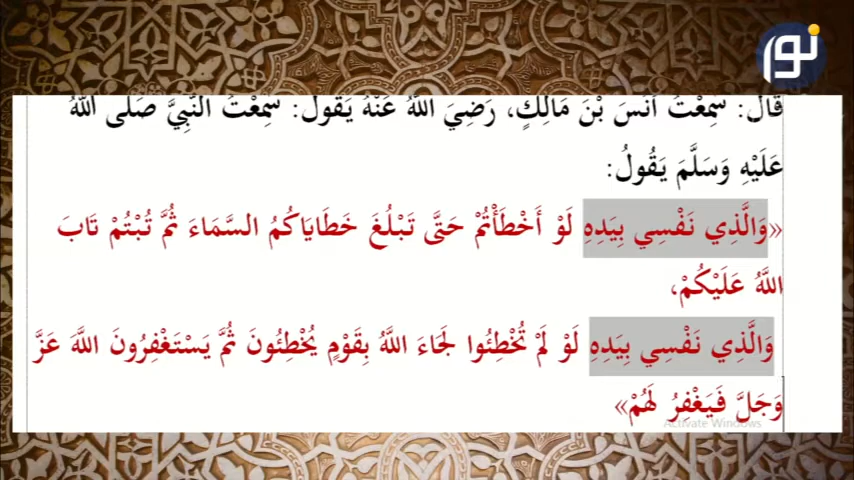 نور
قَالَ: سَمِعْتُ أَنَسَ بْنَ مَالِكٍ، رَضِيَ اللَّهُ عَنْهُ يَقُولُ: سَمِعْتُ النَّبِيَّ صَلَّى اللَّهُ
عَلَيْهِ وَسَلَّمَ يَقُولُ:
«وَالَّذِي نَفْسِي بِيَدِهِ لَوْ أَخْطَأْتُمْ حَتَّى تَبْلُغَ خَطَايَاكُمُ السَّمَاءَ ثُمَّ تُبْتُمْ تَابَ
اللَّهُ عَلَيْكُمْ،
وَالَّذِي نَفْسِي بِيَدِهِ لَوْ لَمْ تُخْطِئُوا لَجَاءَ اللَّهُ بِقَوْمٍ يُخْطِئُونَ ثُمَّ يَسْتَغْفِرُونَ اللَّهَ عَزَّ
وَجَلَّ فَيَغْفِرُ لَهُمْ»
Activate Windows